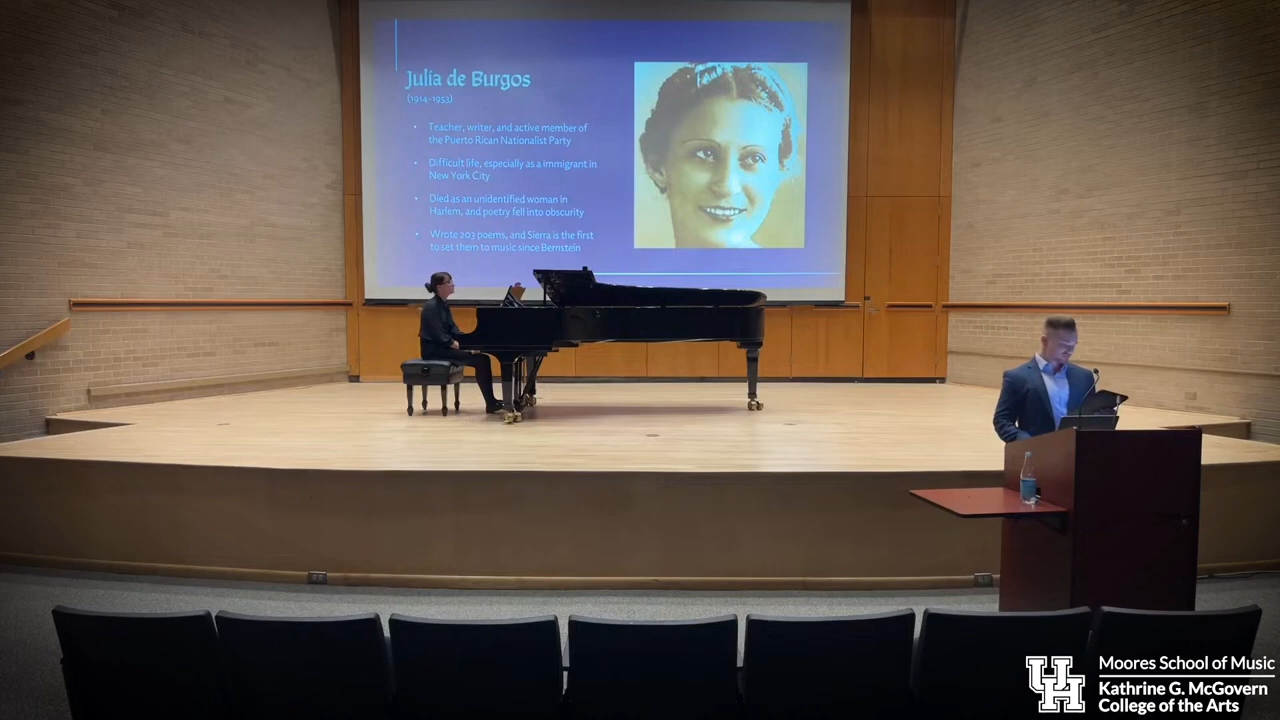 Julia de Burgos
(1914-1953)
• Teacher, writer, and active member of
the Puerto Rican Nationalist Party
• Difficult life, especially as a immigrant in
New York City
• Died as an unidentified woman in
Harlem, and poetry fell into obscurity
• Wrote 203 poems, and Sierra is the first
to set them to music since Bernstein
UH
Moores School of Music
Kathrine G. McGovern
College of the Arts